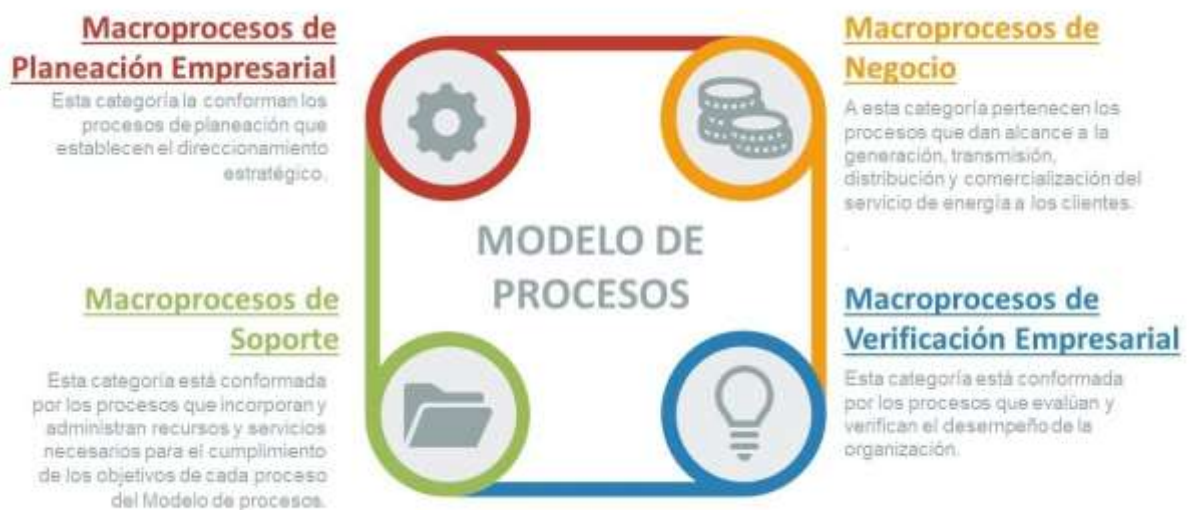 Macroprocesos de
Planeación Empresarial
Esta categoría la conforman los
procesos de planeación que
establecen el direccionamiento
estratégico.
Macroprocesos de
Negocio
A esta categoría pertenecen los
procesos que dan alcance a la
generación, transmisión,
distribución y comercialización del
servicio de energía a los clientes.
MODELO DE
PROCESOS
Macroprocesos de
Soporte
Esta categoría está conformada
por los procesos que incorporan y
administran recursos y servicios
necesarios para el cumplimiento
de los objetivos de cada proceso
del Modelo de procesos.
Macroprocesos de
Verificación Empresarial
Esta categoría está conformada
por los procesos que evalúan y
verifican el desempeño de la
organización.